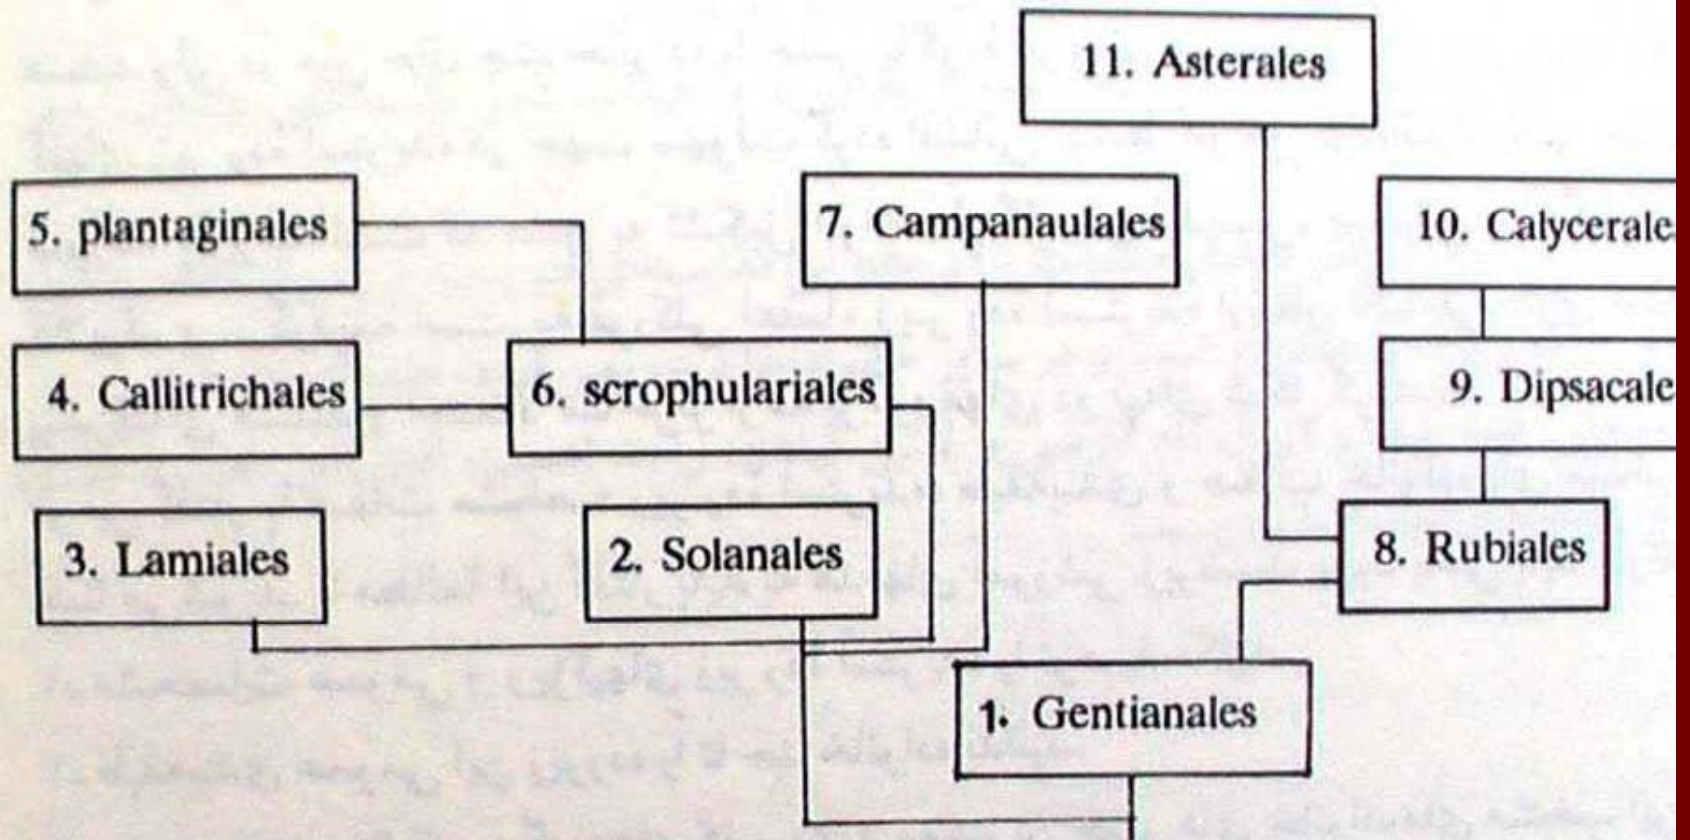 11. Asterales
5. plantaginales
7. Campanaulales
10. Calycerale
4. Callitrichales
6. scrophulariales
9. Dipsacale
3. Lamiales
2. Solanales
8. Rubiales
1. Gentianales